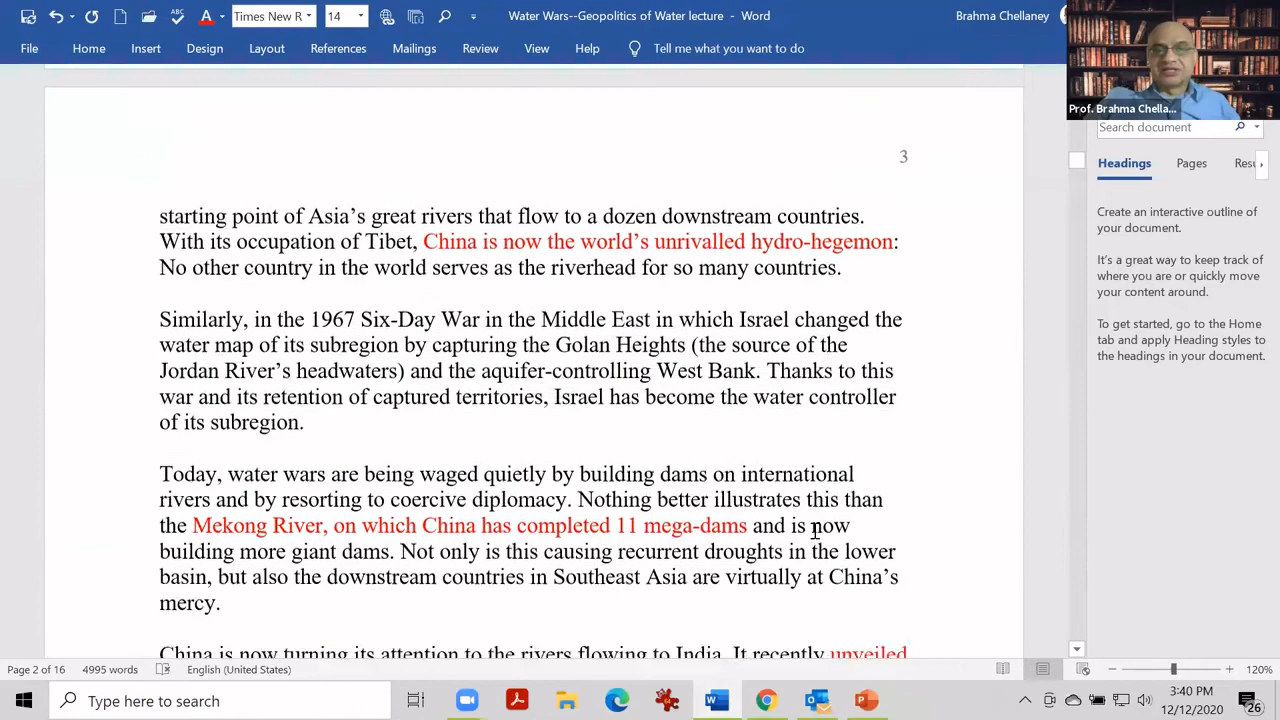 Times New R
14
Water Wars--Geopolitics of Water lecture - Word
Brahma Chellaney
File Home Insert Design Layout References Mailings Review View Help Tell me what you want to do
Prof. Brahma Chella...
Search document
Headings Pages Resu
Create an interactive outline of
your document.
It's a great way to keep track of
where you are or quickly move
your content around.
To get started, go to the Home
tab and apply Heading styles to
the headings in your document.
3
starting point of Asia's great rivers that flow to a dozen downstream countries.
With its occupation of Tibet, China is now the world's unrivalled hydro-hegemon:
No other country in the world serves as the riverhead for so many countries.
Similarly, in the 1967 Six-Day War in the Middle East in which Israel changed the
water map of its subregion by capturing the Golan Heights (the source of the
Jordan River's headwaters) and the aquifer-controlling West Bank. Thanks to this
war and its retention of captured territories, Israel has become the water controller
of its subregion.
Today, water wars are being waged quietly by building dams on international
rivers and by resorting to coercive diplomacy. Nothing better illustrates this than
the Mekong River, on which China has completed 11 mega-dams and is now
building more giant dams. Not only is this causing recurrent droughts in the lower
basin, but also the downstream countries in Southeast Asia are virtually at China's
mercy.
China is now turning its attention to the rivers flowing to India. It recently unveiled
Page 2 of 16 4995 words English (United States) 120%
Type here to search
3:40 PM
12/12/2020
26